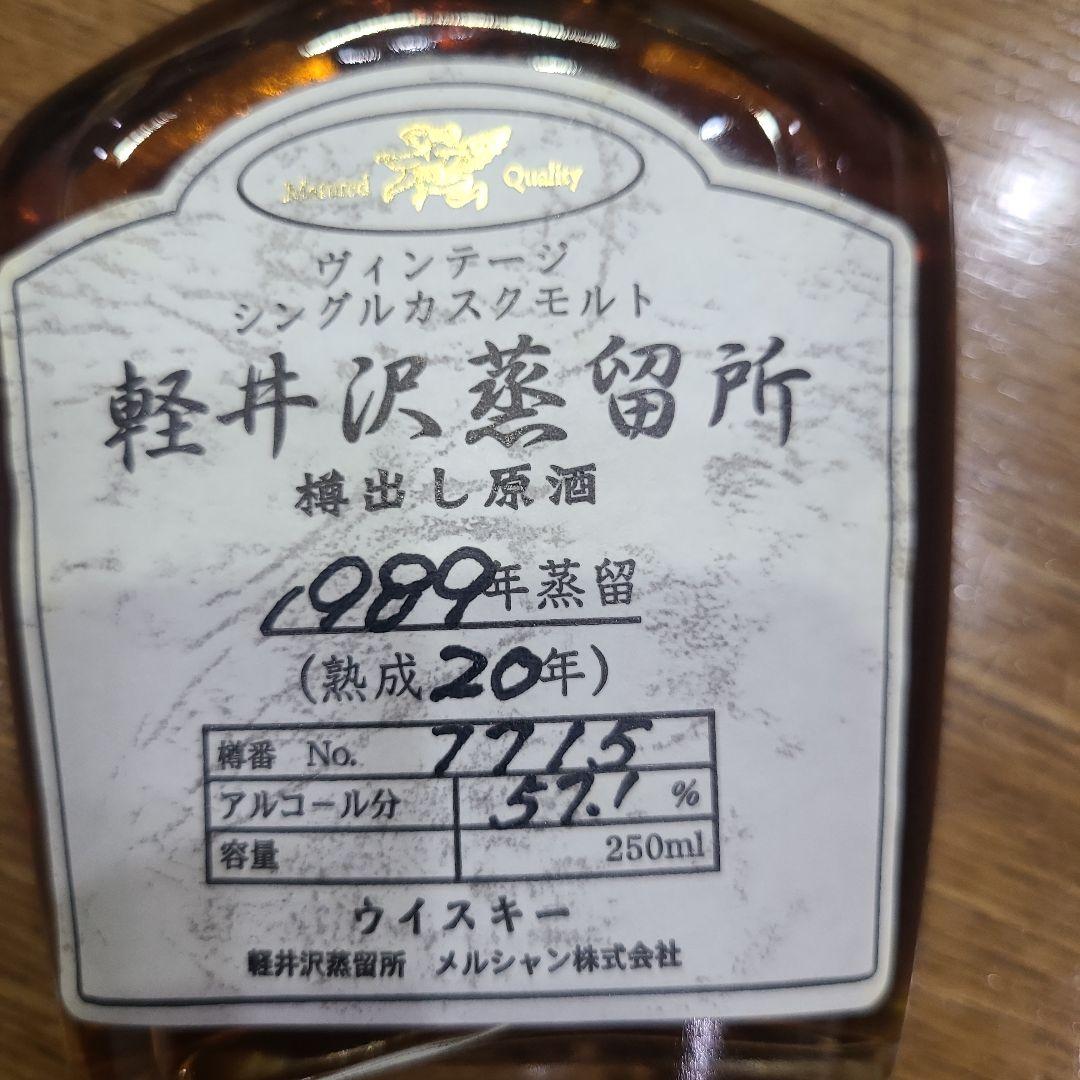 Matured Quality
ヴィンテージ
シングルカスクモルト
軽井沢蒸留所
樽出し原酒
1989年蒸留
(熟成20年)
樽番 No. 7715
アルコール分 57.1 %
容量 250ml
ウイスキー
軽井沢蒸留所 メルシャン株式会社